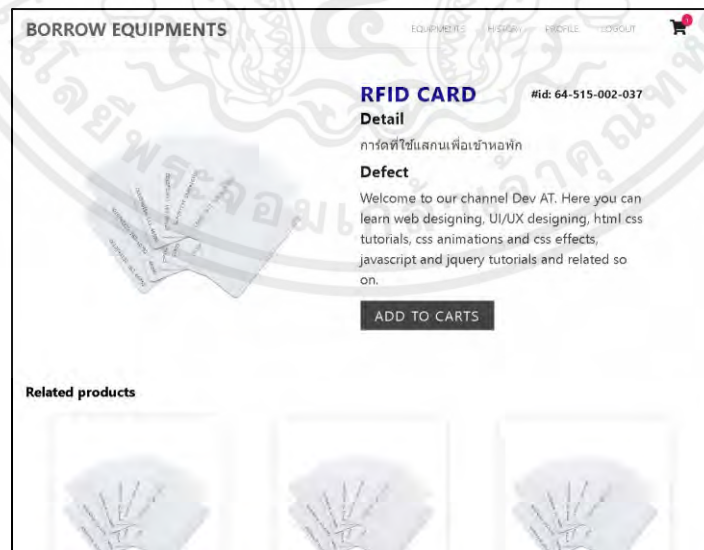 BORROW EQUIPMENTS
EQUIPMENTS HISTORY PROFILE LOGOUT
RFID CARD #id: 64-515-002-037
Detail
การ์ดที่ใช้แสกนเพื่อเข้าหอพัก
Defect
Welcome to our channel Dev AT. Here you can
learn web designing, UI/UX designing, html css
tutorials, css animations and css effects,
javascript and jquery tutorials and related so
on.
ADD TO CARTS
Related products